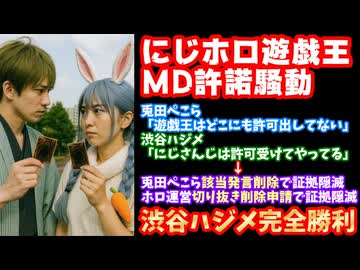 にじホロ遊戯王
MD許諾騒動
兎田ぺこら
「遊戯王はどこにも許可出してない」
渋谷ハジメ
「にじさんじは許可受けてやってる」
↓
兎田ぺこら該当発言削除で証拠隠滅
ホロ運営切り抜き削除申請で証拠隠滅
渋谷ハジメ完全勝利